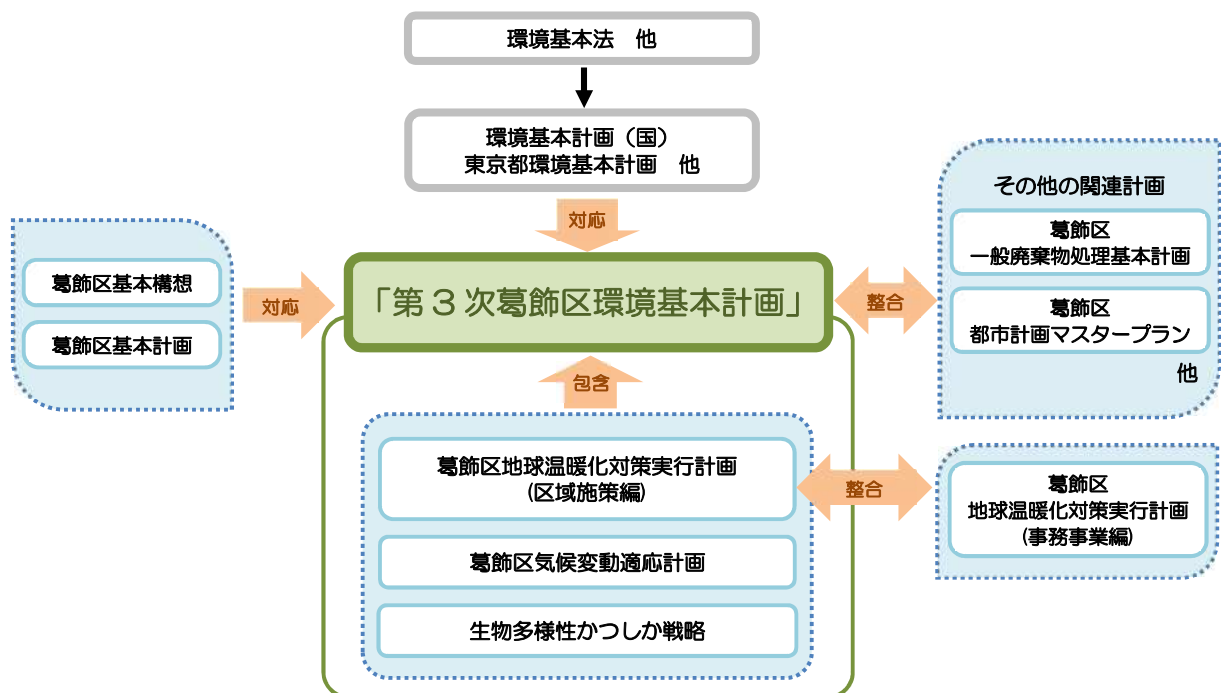 環境基本法　他
環境基本計画（国）
東京都環境基本計画　他
対応
葛飾区基本構想
葛飾区基本計画
対応
「第３次葛飾区環境基本計画」
整合
その他の関連計画
葛飾区
一般廃棄物処理基本計画
葛飾区
都市計画マスタープラン
他
包含
葛飾区地球温暖化対策実行計画
(区域施策編)
葛飾区気候変動適応計画
生物多様性かつしか戦略
整合
葛飾区
地球温暖化対策実行計画
(事務事業編)